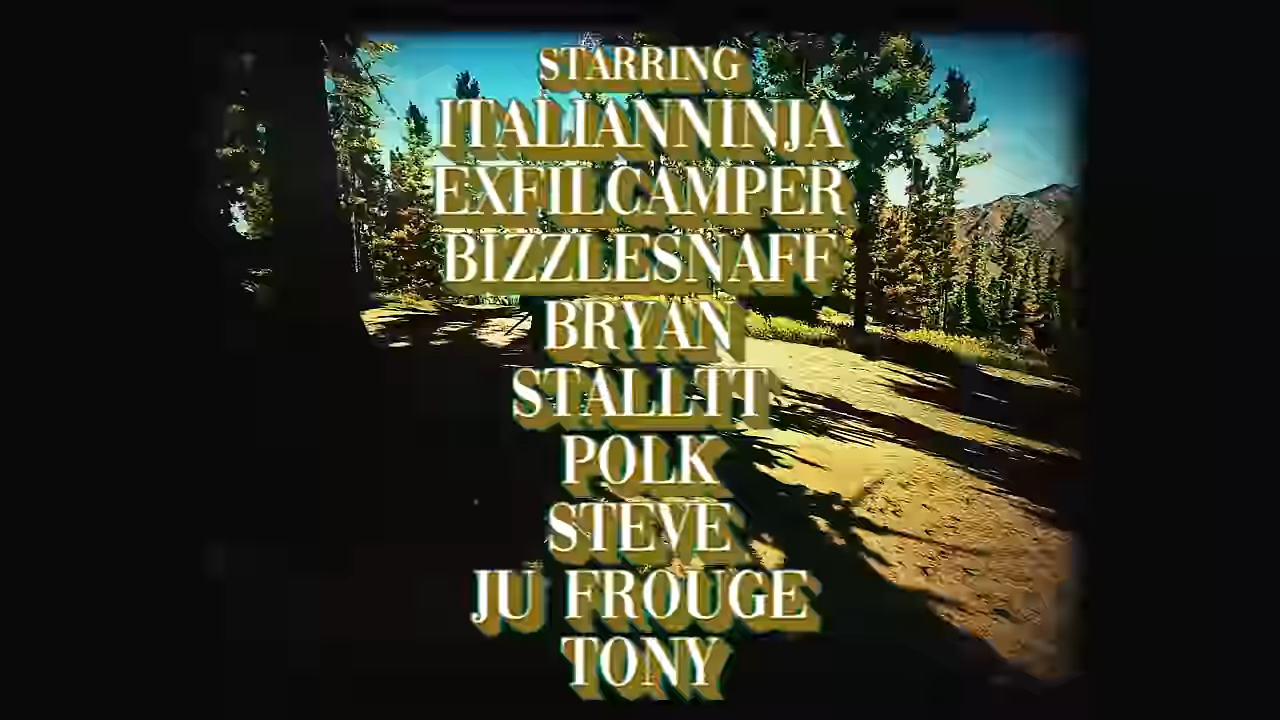 STARRING
ITALIANNINJA
EXFILCAMPER
BIZZLESNAFF
BRYAN
STALLTT
POLK
STEVE
JU FROUGE
TONY